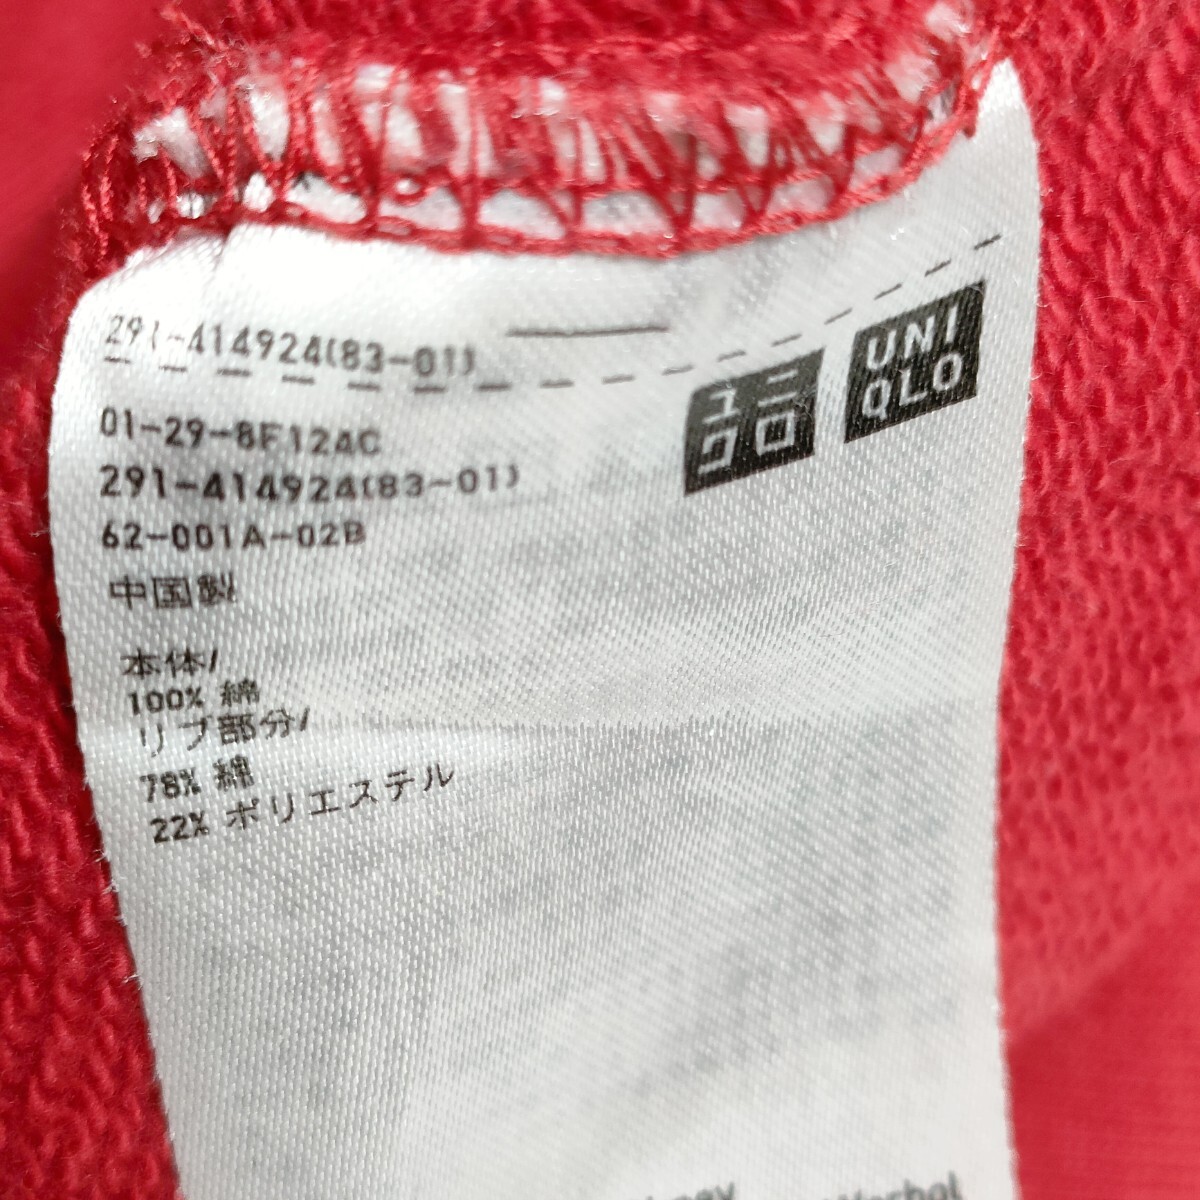 291-414924(83-01)
ユニ
クロ
UNI
QLO
01-29-8F124C
291-414924(83-01)
62-001A-02B
中国製
本体/
100% 綿
リブ部分/
78% 綿
22% ポリエステル